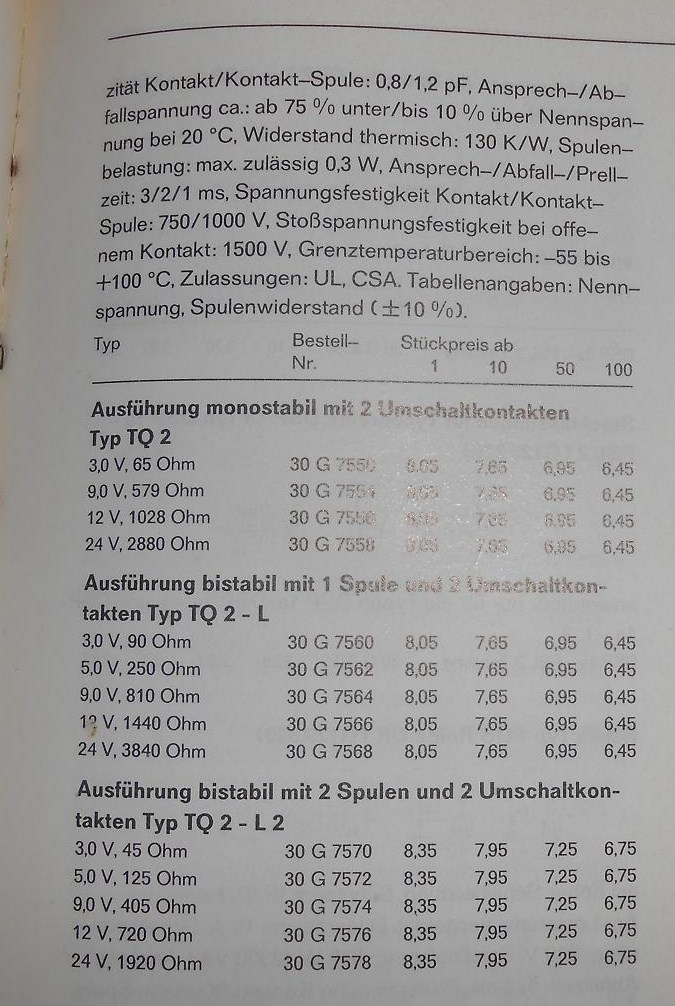 zität Kontakt/Kontakt–Spule: 0,8/1,2 pF, Ansprech–/Ab–
fallspannung ca.: ab 75 % unter/bis 10 % über Nennspan–
nung bei 20 °C, Widerstand thermisch: 130 K/W, Spulen–
belastung: max. zulässig 0,3 W, Ansprech–/Abfall–/Prell–
zeit: 3/2/1 ms, Spannungsfestigkeit Kontakt/Kontakt–
Spule: 750/1000 V, Stoßspannungsfestigkeit bei offe–
nem Kontakt: 1500 V, Grenztemperaturbereich: –55 bis
+100 °C, Zulassungen: UL, CSA. Tabellenangaben: Nenn–
spannung, Spulenwiderstand (±10 %).
Typ Bestell– Stückpreis ab
Nr. 1 10 50 100
Ausführung monostabil mit 2 Umschaltkontakten
Typ TQ 2
3,0 V, 65 Ohm 30 G 7,65 6,95 6,45
9,0 V, 579 Ohm 30 G 6,95 6,45
12 V, 1028 Ohm 30 G 6,95 6,45
24 V, 2880 Ohm 30 G 7558 6,95 6,45
Ausführung bistabil mit 1 Spule und 2 Umschaltkon-
takten Typ TQ 2 - L
3,0 V, 90 Ohm 30 G 7560 8,05 7,65 6,95 6,45
5,0 V, 250 Ohm 30 G 7562 8,05 7,65 6,95 6,45
9,0 V, 810 Ohm 30 G 7564 8,05 7,65 6,95 6,45
12 V, 1440 Ohm 30 G 7566 8,05 7,65 6,95 6,45
24 V, 3840 Ohm 30 G 7568 8,05 7,65 6,95 6,45
Ausführung bistabil mit 2 Spulen und 2 Umschaltkon-
takten Typ TQ 2 - L 2
3,0 V, 45 Ohm 30 G 7570 8,35 7,95 7,25 6,75
5,0 V, 125 Ohm 30 G 7572 8,35 7,95 7,25 6,75
9,0 V, 405 Ohm 30 G 7574 8,35 7,95 7,25 6,75
12 V, 720 Ohm 30 G 7576 8,35 7,95 7,25 6,75
24 V, 1920 Ohm 30 G 7578 8,35 7,95 7,25 6,75